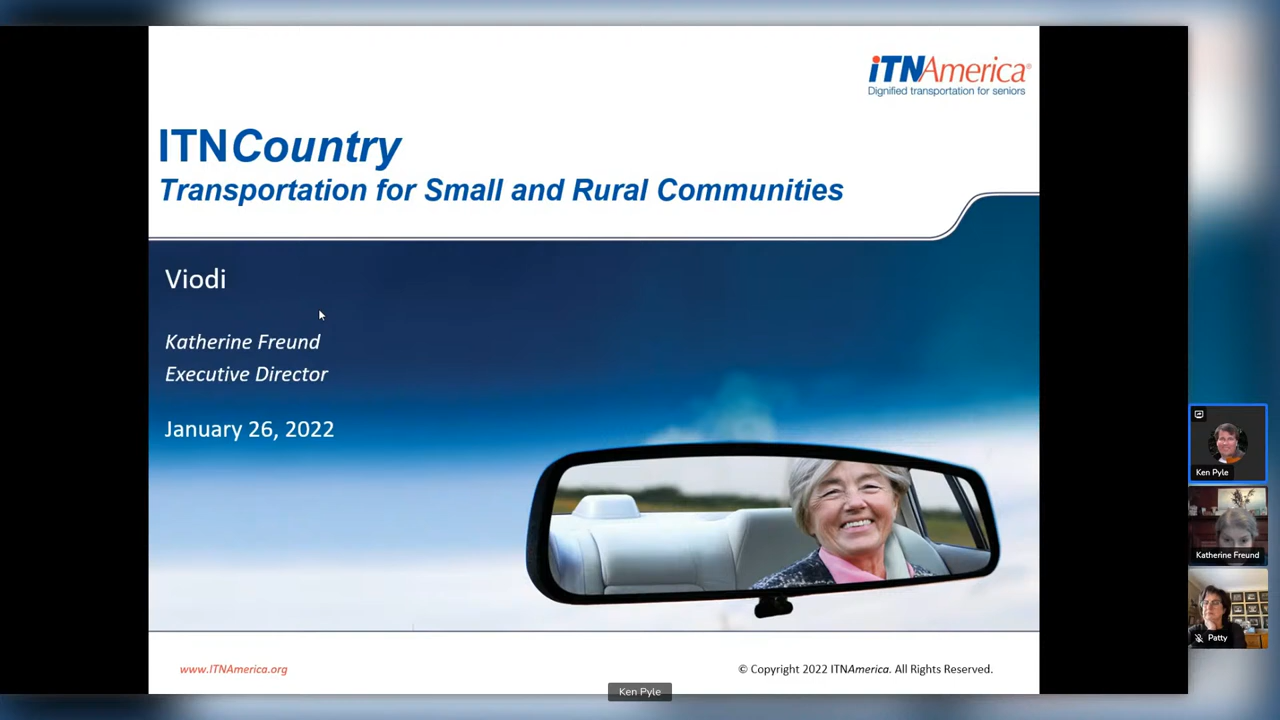 iTNAmerica®
Dignified transportation for seniors
ITNCountry
Transportation for Small and Rural Communities
Viodi
Katherine Freund
Executive Director
January 26, 2022
www.ITNAmerica.org
© Copyright 2022 ITNAmerica. All Rights Reserved.
Ken Pyle
Ken Pyle
Katherine Freund
Patty